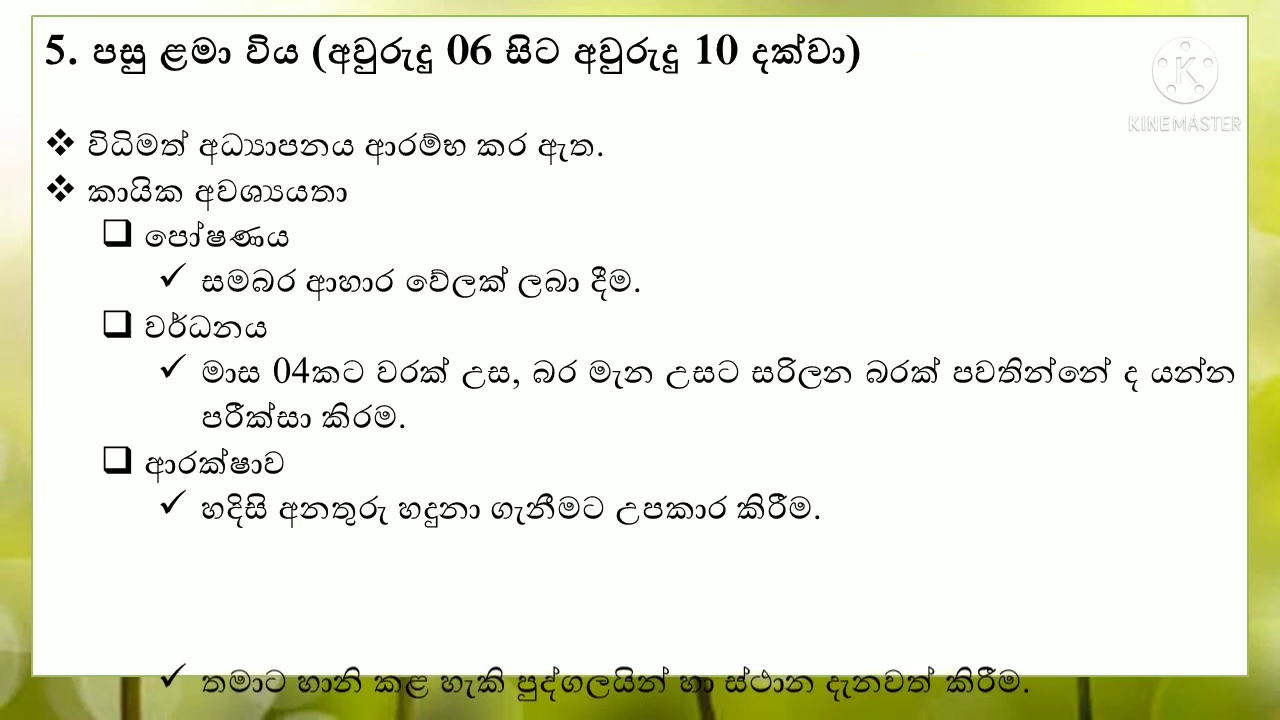 5. පසු ළමා විය (අවුරුදු 06 සිට අවුරුදු 10 දක්වා)
KINEMASTER
❖ විධිමත් අධ්‍යාපනය ආරම්භ කර ඇත.
❖ කායික අවශ්‍යයතා
❑ පෝෂණය
✓ සමබර ආහාර වේලක් ලබා දීම.
❑ වර්ධනය
✓ මාස 04කට වරක් උස, බර මැන උසට සරිලන බරක් පවතින්නේ ද යන්න
පරීක්සා කිරම.
❑ ආරක්ෂාව
✓ හදිසි අනතුරු හදුනා ගැනීමට උපකාර කිරීම.
✓ තමාට හානි කළ හැකි පුද්ගලයින් හා ස්ථාන දැනවත් කිරීම.